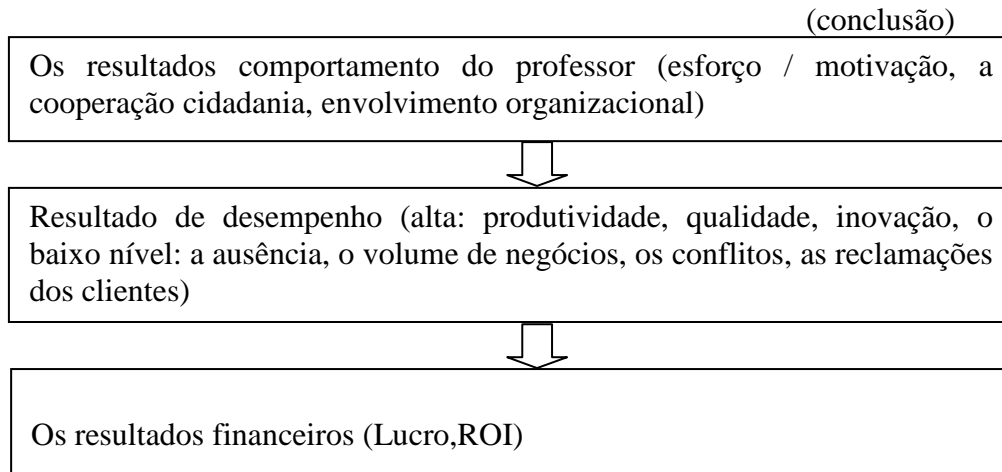 (conclusão)
Os resultados comportamento do professor (esforço / motivação, a
cooperação cidadania, envolvimento organizacional)
Resultado de desempenho (alta: produtividade, qualidade, inovação, o
baixo nível: a ausência, o volume de negócios, os conflitos, as reclamações
dos clientes)
Os resultados financeiros (Lucro,ROI)